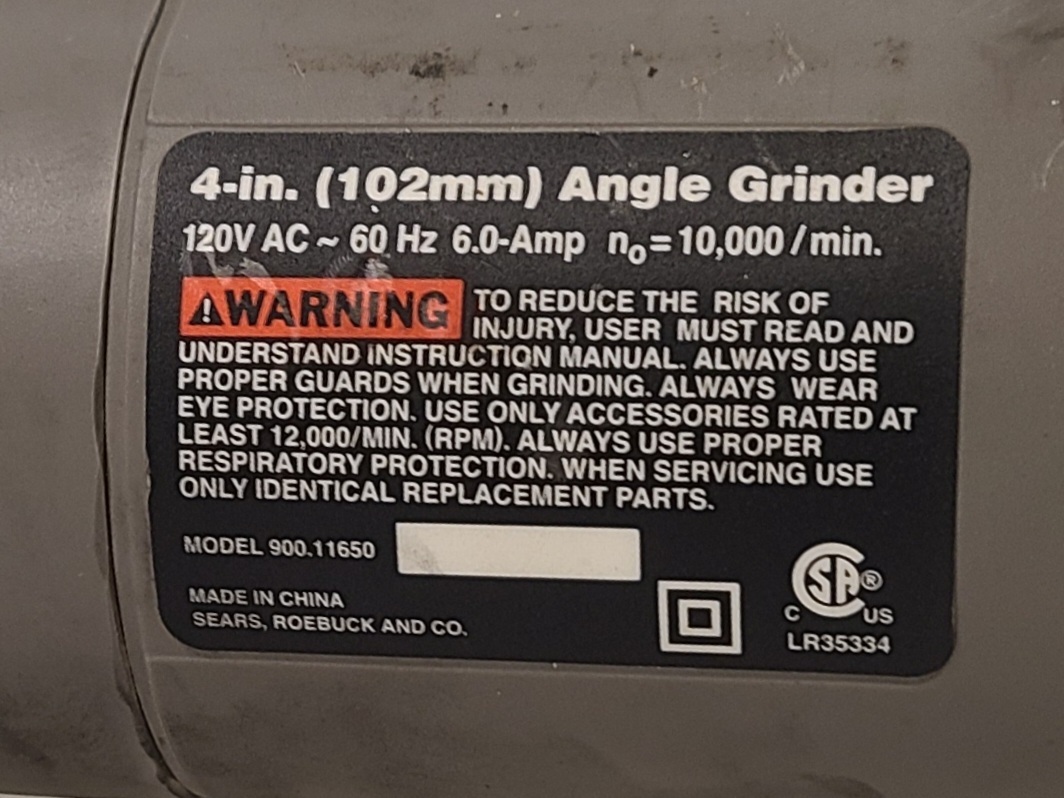 4-in. (102mm) Angle Grinder
120V AC ~ 60 Hz 6.0-Amp n₀=10,000/min.
⚠WARNING TO REDUCE THE RISK OF
INJURY, USER MUST READ AND
UNDERSTAND INSTRUCTION MANUAL. ALWAYS USE
PROPER GUARDS WHEN GRINDING. ALWAYS WEAR
EYE PROTECTION. USE ONLY ACCESSORIES RATED AT
LEAST 12,000/MIN. (RPM). ALWAYS USE PROPER
RESPIRATORY PROTECTION. WHEN SERVICING USE
ONLY IDENTICAL REPLACEMENT PARTS.
MODEL 900.11650
MADE IN CHINA
SEARS, ROEBUCK AND CO.
SA®
C US
LR35334